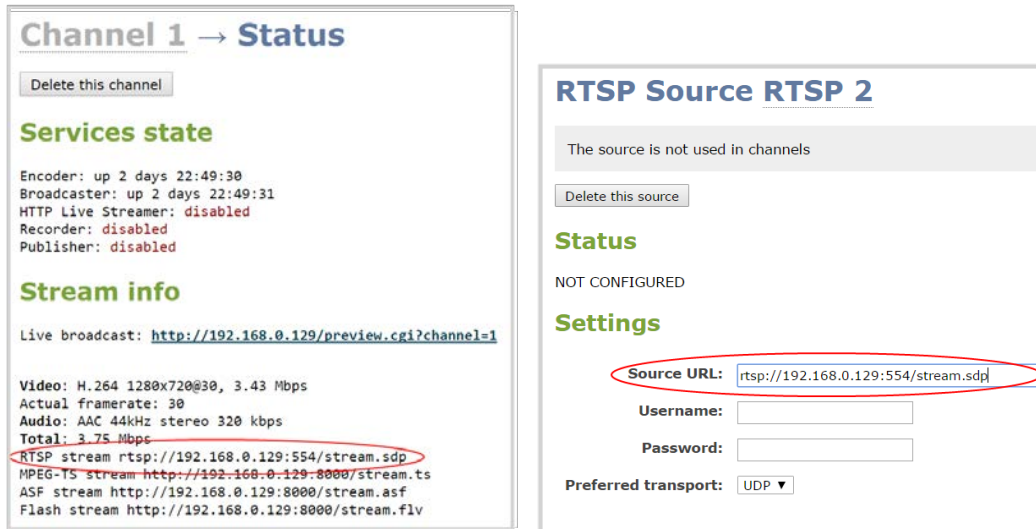 Channel 1 → Status
Delete this channel
Services state
Encoder: up 2 days 22:49:30
Broadcaster: up 2 days 22:49:31
HTTP Live Streamer: disabled
Recorder: disabled
Publisher: disabled
Stream info
Live broadcast: http://192.168.0.129/preview.cgi?channel=1
Video: H.264 1280x720@30, 3.43 Mbps
Actual framerate: 30
Audio: AAC 44kHz stereo 320 kbps
Total: 3.75 Mbps
RTSP stream rtsp://192.168.0.129:554/stream.sdp
MPEG-TS stream http://192.168.0.129:8000/stream.ts
ASF stream http://192.168.0.129:8000/stream.asf
Flash stream http://192.168.0.129:8000/stream.flv
RTSP Source RTSP 2
The source is not used in channels
Delete this source
Status
NOT CONFIGURED
Settings
Source URL: rtsp://192.168.0.129:554/stream.sdp
Username:
Password:
Preferred transport: UDP ▼